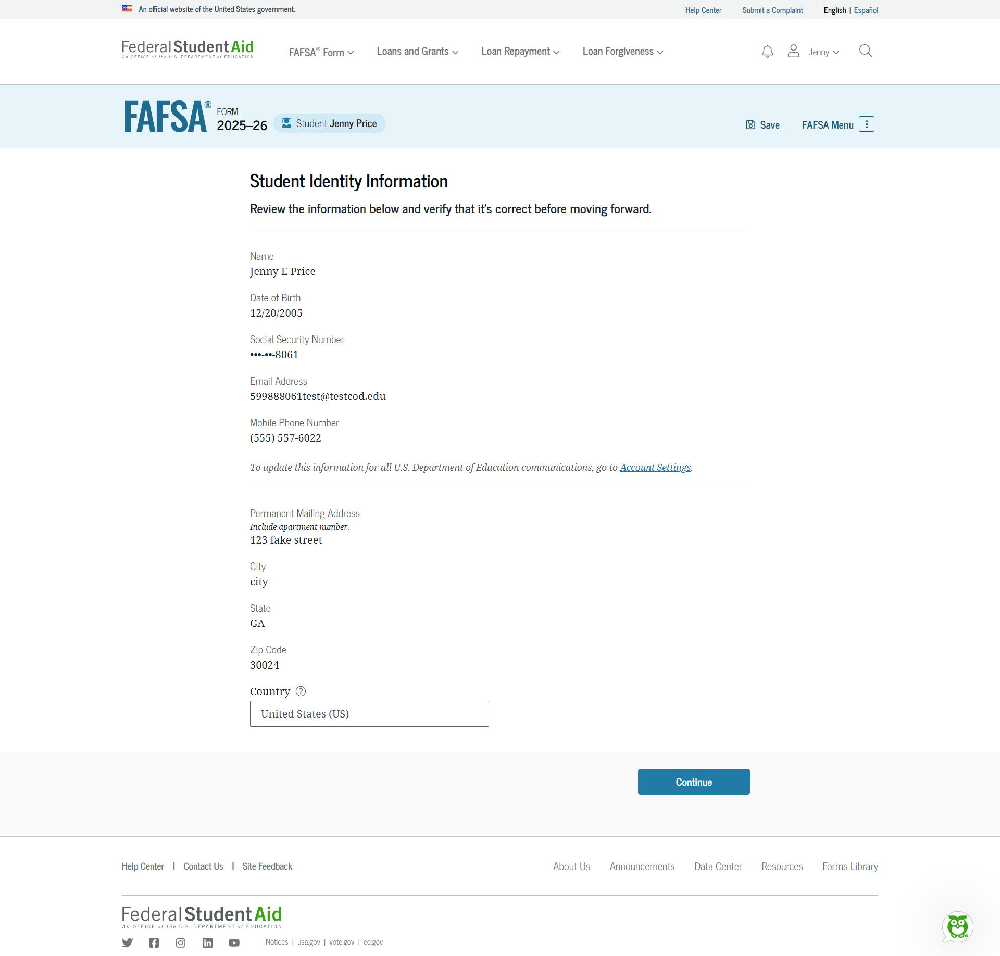 An official website of the United States government.
Help Center Submit a Complaint English | Español
Federal Student Aid
An OFFICE of the U.S. DEPARTMENT of EDUCATION
FAFSA® Form Loans and Grants Loan Repayment Loan Forgiveness Jenny
FAFSA® FORM 2025–26 Student Jenny Price Save FAFSA Menu
Student Identity Information
Review the information below and verify that it’s correct before moving forward.
Name
Jenny E Price
Date of Birth
12/20/2005
Social Security Number
•••-••-8061
Email Address
599888061test@testcod.edu
Mobile Phone Number
(555) 557-6022
To update this information for all U.S. Department of Education communications, go to Account Settings.
Permanent Mailing Address
Include apartment number.
123 fake street
City
city
State
GA
Zip Code
30024
Country ?
United States (US)
Continue
Help Center | Contact Us | Site Feedback About Us Announcements Data Center Resources Forms Library
Federal Student Aid
An OFFICE of the U.S. DEPARTMENT of EDUCATION
Notices | usa.gov | vote.gov | ed.gov